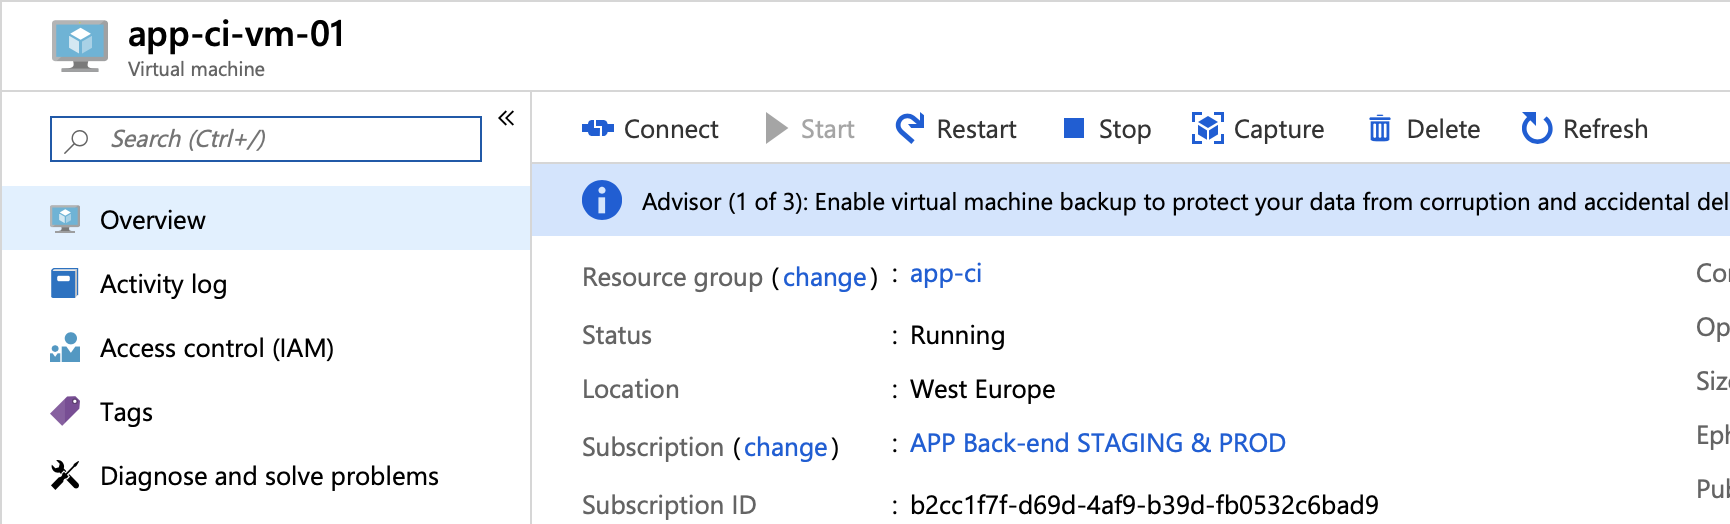 app-ci-vm-01
Virtual machine
Search (Ctrl+/)
«
Overview
Activity log
Access control (IAM)
Tags
Diagnose and solve problems
Connect Start Restart Stop Capture Delete Refresh
Advisor (1 of 3): Enable virtual machine backup to protect your data from corruption and accidental del
Resource group (change) : app-ci
Status : Running
Location : West Europe
Subscription (change) : APP Back-end STAGING & PROD
Subscription ID : b2cc1f7f-d69d-4af9-b39d-fb0532c6bad9
Op
Siz
Eph
Pub